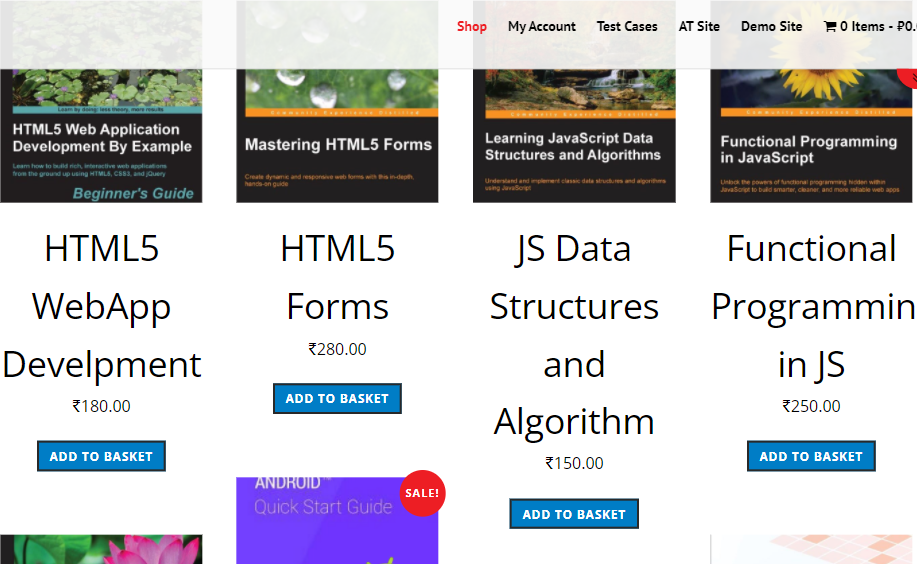 Shop My Account Test Cases AT Site Demo Site 0 Items - ₽0.
Learn by doing: less theory, more results
HTML5 Web Application
Development By Example
Learn how to build rich, interactive web applications
from the ground up using HTML5, CSS3, and jQuery
Beginner's Guide
Community Experience Distilled
Mastering HTML5 Forms
Create dynamic and responsive web forms with this in-depth,
hands-on guide
Community Experience Distilled
Learning JavaScript Data
Structures and Algorithms
Understand and implement classic data structures and algorithms
using JavaScript
Community Experience Distilled
Functional Programming
in JavaScript
Unlock the powers of functional programming hidden within
JavaScript to build smarter, cleaner, and more reliable web apps
HTML5
WebApp
Develpment
₹180.00
ADD TO BASKET
HTML5
Forms
₹280.00
ADD TO BASKET
JS Data
Structures
and
Algorithm
₹150.00
ADD TO BASKET
Functional
Programmin
in JS
₹250.00
ADD TO BASKET
ANDROID™
Quick Start Guide
SALE!